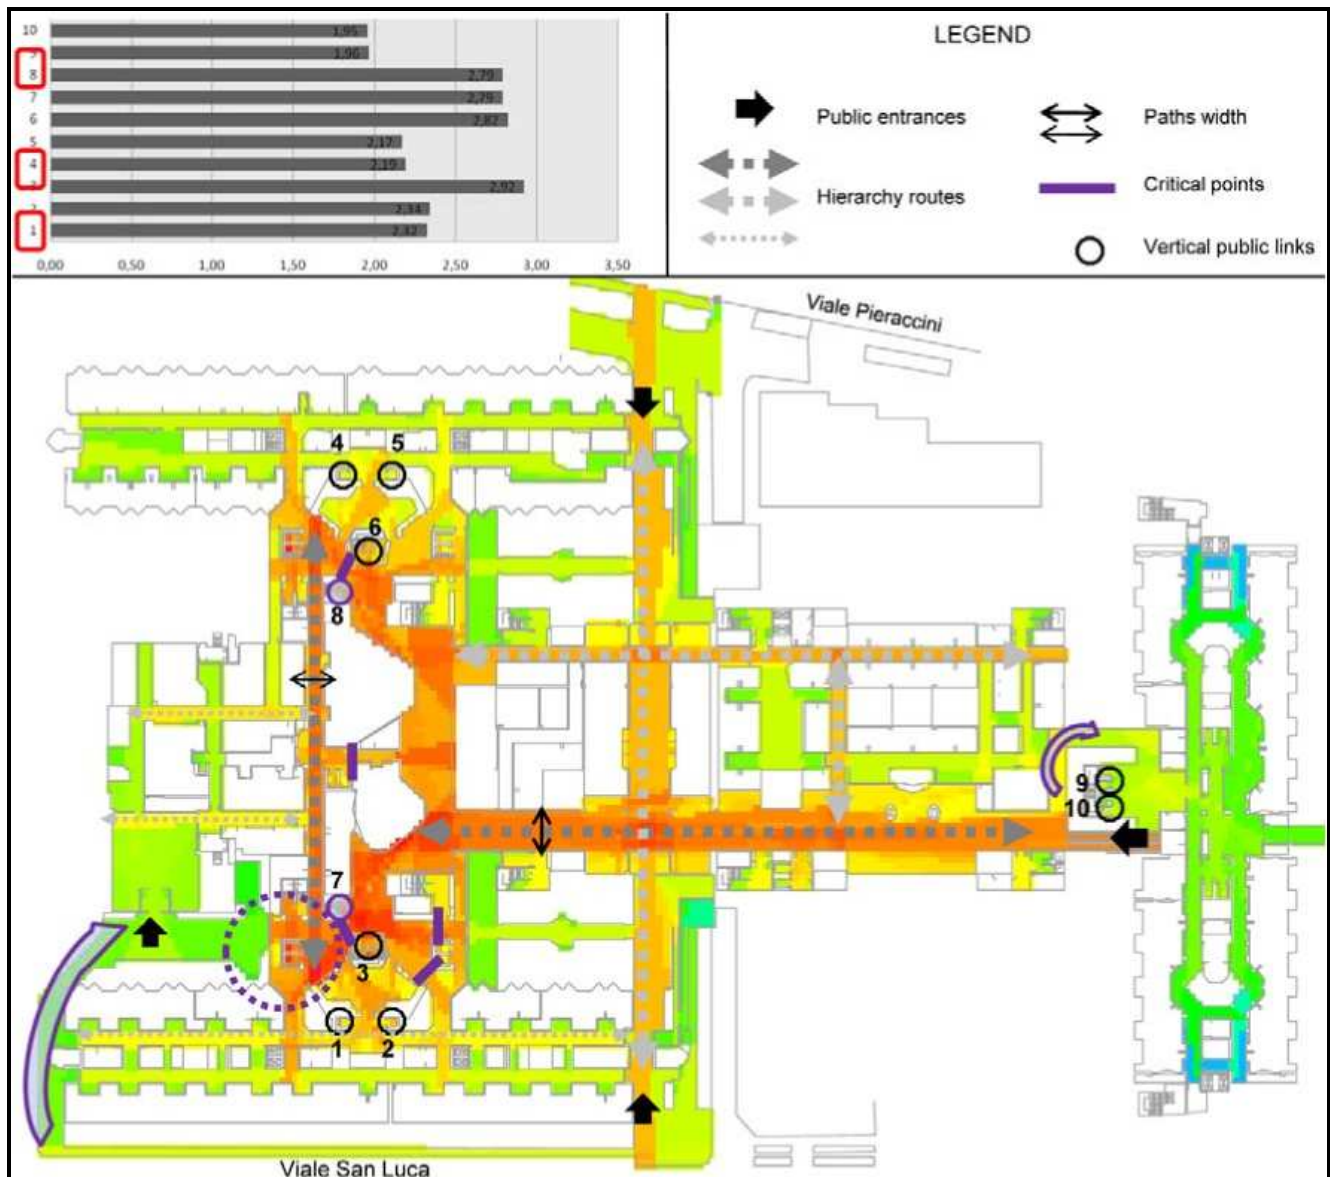 10 1,95
9 1,96
8 2,79
7 2,79
6 2,82
5 2,17
4 2,19
3 2,92
2 2,34
1 2,32
0,00 0,50 1,00 1,50 2,00 2,50 3,00 3,50
LEGEND
Public entrances
Paths width
Hierarchy routes
Critical points
Vertical public links
Viale Pieraccini
4 5
6
8
9
10
7
3
1 2
Viale San Luca